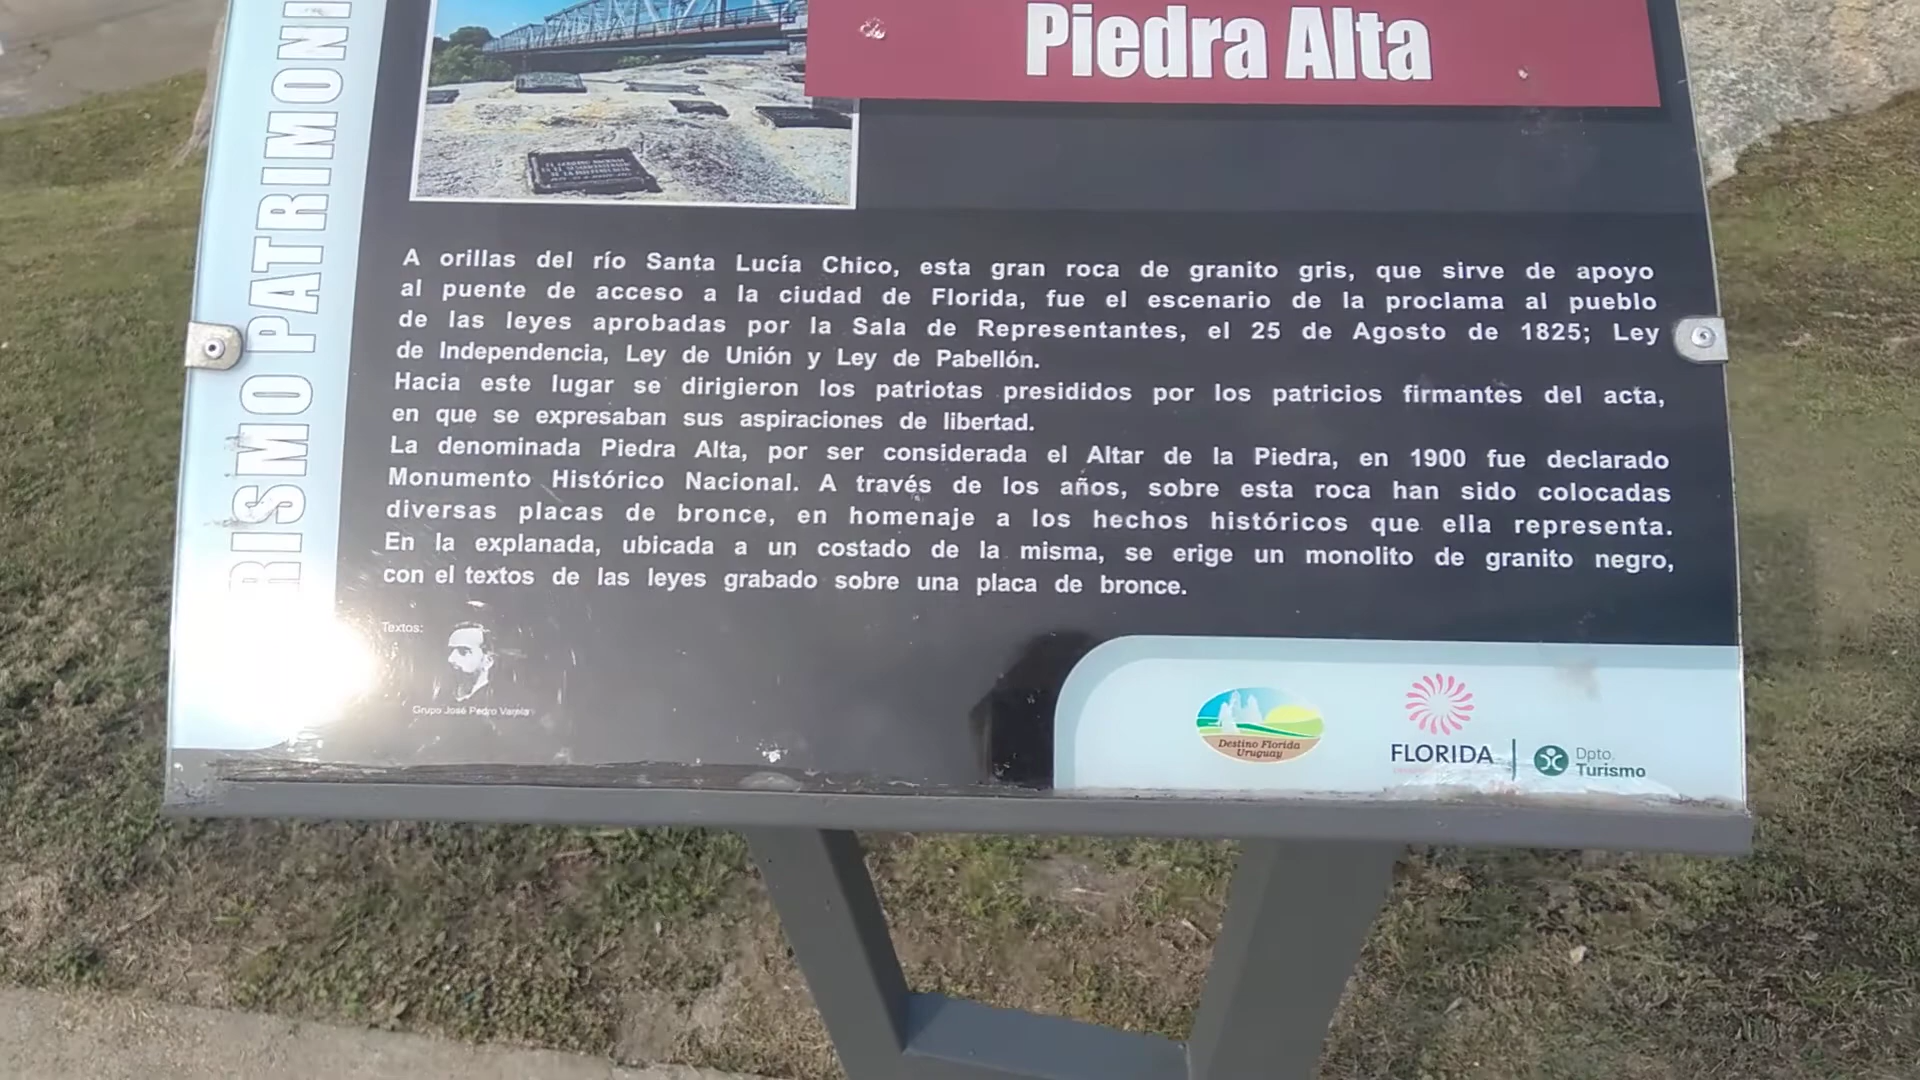 RISMO PATRIMONI
Piedra Alta
A orillas del río Santa Lucía Chico, esta gran roca de granito gris, que sirve de apoyo
al puente de acceso a la ciudad de Florida, fue el escenario de la proclama al pueblo
de las leyes aprobadas por la Sala de Representantes, el 25 de Agosto de 1825; Ley
de Independencia, Ley de Unión y Ley de Pabellón.
Hacia este lugar se dirigieron los patriotas presididos por los patricios firmantes del acta,
en que se expresaban sus aspiraciones de libertad.
La denominada Piedra Alta, por ser considerada el Altar de la Piedra, en 1900 fue declarado
Monumento Histórico Nacional. A través de los años, sobre esta roca han sido colocadas
diversas placas de bronce, en homenaje a los hechos históricos que ella representa.
En la explanada, ubicada a un costado de la misma, se erige un monolito de granito negro,
con el textos de las leyes grabado sobre una placa de bronce.
Textos:
Grupo José Pedro Varela
Destino Florida
Uruguay
FLORIDA
Dpto.
Turismo